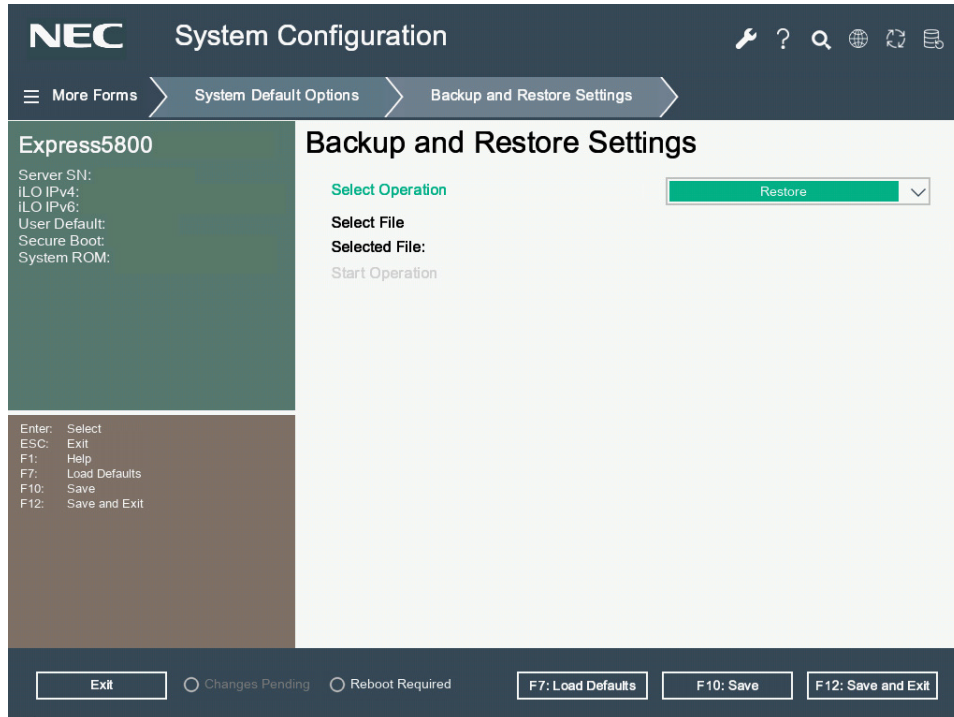 NEC System Configuration
?
More Forms System Default Options Backup and Restore Settings
Express5800
Server SN:
iLO IPv4:
iLO IPv6:
User Default:
Secure Boot:
System ROM:
Enter: Select
ESC: Exit
F1: Help
F7: Load Defaults
F10: Save
F12: Save and Exit
Backup and Restore Settings
Select Operation Restore
Select File
Selected File:
Start Operation
Exit Changes Pending Reboot Required F7: Load Defaults F10: Save F12: Save and Exit